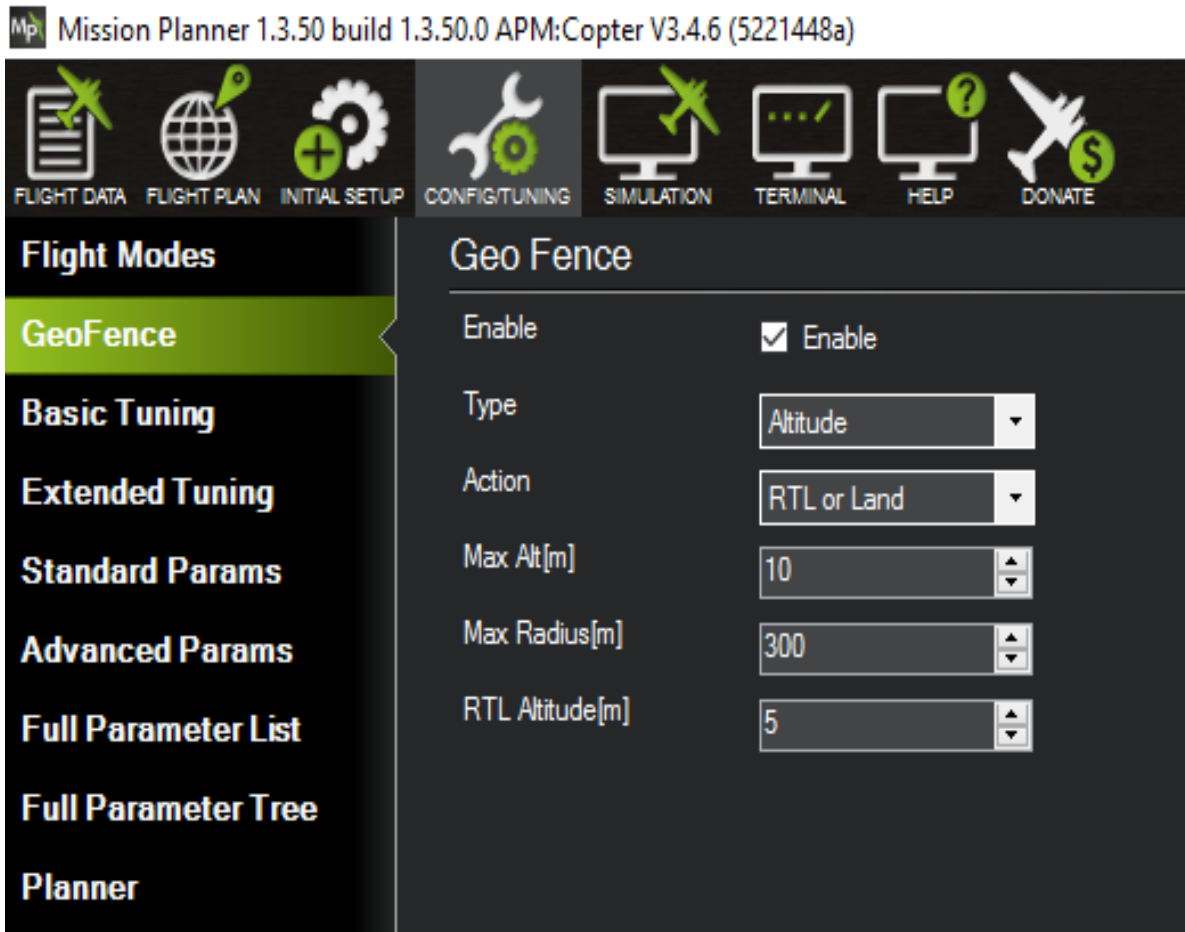 Mp Mission Planner 1.3.50 build 1.3.50.0 APM:Copter V3.4.6 (5221448a)
FLIGHT DATA FLIGHT PLAN INITIAL SETUP CONFIG/TUNING SIMULATION TERMINAL HELP DONATE
Flight Modes
GeoFence
Basic Tuning
Extended Tuning
Standard Params
Advanced Params
Full Parameter List
Full Parameter Tree
Planner
Geo Fence
Enable Enable
Type Altitude
Action RTL or Land
Max Alt[m] 10
Max Radius[m] 300
RTL Altitude[m] 5